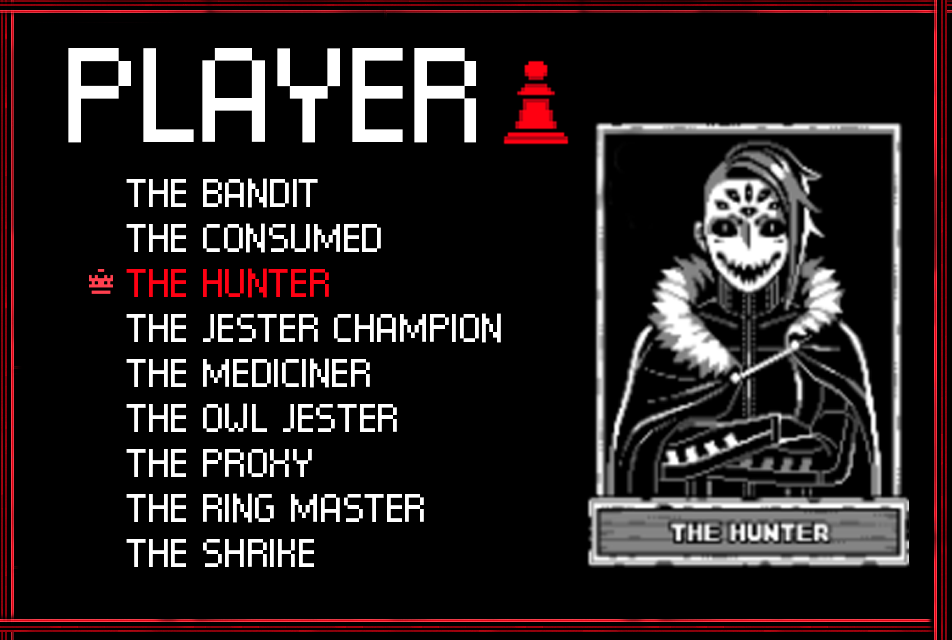 PLAYER
THE BANDIT
THE CONSUMED
THE HUNTER
THE JESTER CHAMPION
THE MEDICINER
THE OWL JESTER
THE PROXY
THE RING MASTER
THE SHRIKE
THE HUNTER